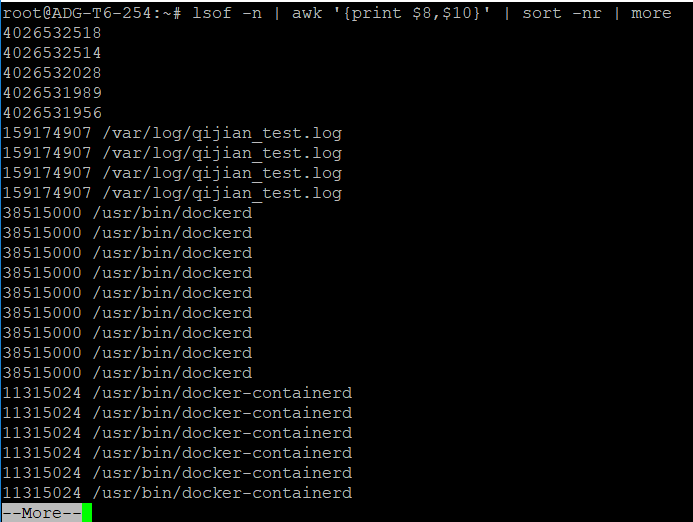 root@ADG-T6-254:~# lsof -n | awk '{print $8,$10}' | sort -nr | more
4026532518
4026532514
4026532028
4026531989
4026531956
159174907 /var/log/qijian_test.log
159174907 /var/log/qijian_test.log
159174907 /var/log/qijian_test.log
159174907 /var/log/qijian_test.log
38515000 /usr/bin/dockerd
38515000 /usr/bin/dockerd
38515000 /usr/bin/dockerd
38515000 /usr/bin/dockerd
38515000 /usr/bin/dockerd
38515000 /usr/bin/dockerd
38515000 /usr/bin/dockerd
38515000 /usr/bin/dockerd
38515000 /usr/bin/dockerd
11315024 /usr/bin/docker-containerd
11315024 /usr/bin/docker-containerd
11315024 /usr/bin/docker-containerd
11315024 /usr/bin/docker-containerd
11315024 /usr/bin/docker-containerd
11315024 /usr/bin/docker-containerd
--More--